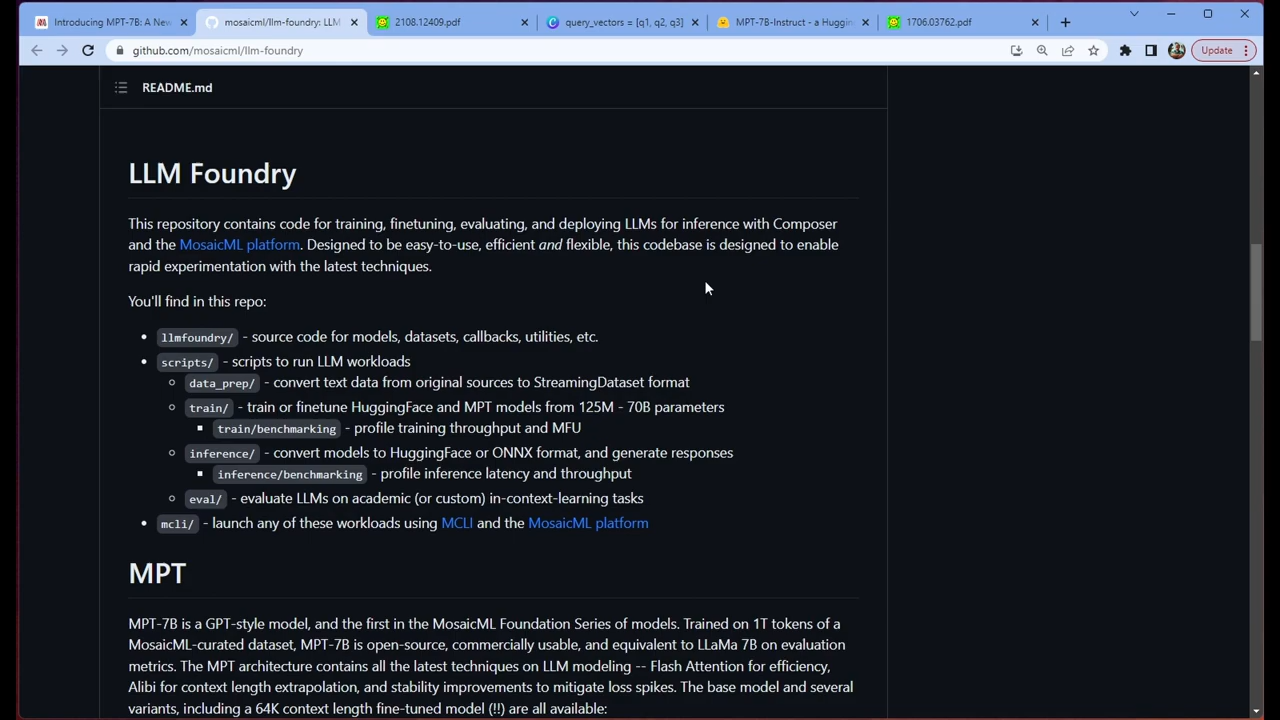 Introducing MPT-7B: A New
mosaicml/llm-foundry: LLM
2108.12409.pdf
query_vectors = [q1, q2, q3]
MPT-7B-Instruct - a Hugging
1706.03762.pdf
github.com/mosaicml/llm-foundry
Update
README.md
LLM Foundry
This repository contains code for training, finetuning, evaluating, and deploying LLMs for inference with Composer
and the MosaicML platform. Designed to be easy-to-use, efficient and flexible, this codebase is designed to enable
rapid experimentation with the latest techniques.
You'll find in this repo:
llmfoundry/ - source code for models, datasets, callbacks, utilities, etc.
scripts/ - scripts to run LLM workloads
data_prep/ - convert text data from original sources to StreamingDataset format
train/ - train or finetune HuggingFace and MPT models from 125M - 70B parameters
train/benchmarking - profile training throughput and MFU
inference/ - convert models to HuggingFace or ONNX format, and generate responses
inference/benchmarking - profile inference latency and throughput
eval/ - evaluate LLMs on academic (or custom) in-context-learning tasks
mcli/ - launch any of these workloads using MCLI and the MosaicML platform
MPT
MPT-7B is a GPT-style model, and the first in the MosaicML Foundation Series of models. Trained on 1T tokens of a
MosaicML-curated dataset, MPT-7B is open-source, commercially usable, and equivalent to LLaMa 7B on evaluation
metrics. The MPT architecture contains all the latest techniques on LLM modeling -- Flash Attention for efficiency,
Alibi for context length extrapolation, and stability improvements to mitigate loss spikes. The base model and several
variants, including a 64K context length fine-tuned model (!!) are all available: